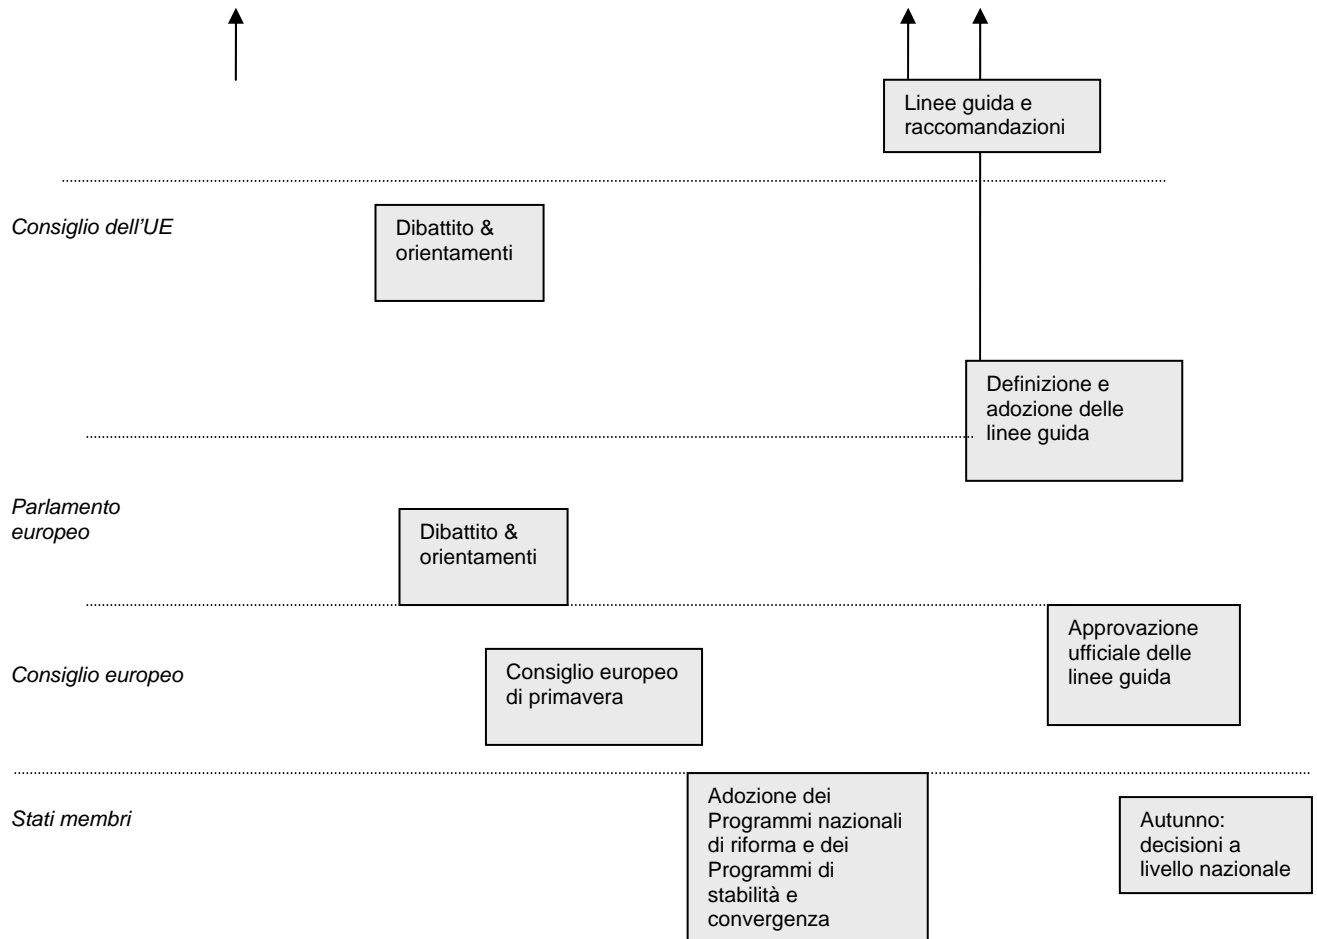 Linee guida e
raccomandazioni
Consiglio dell'UE
Dibattito &
orientamenti
Definizione e
adozione delle
linee guida
Parlamento
europeo
Dibattito &
orientamenti
Approvazione
ufficiale delle
linee guida
Consiglio europeo
Consiglio europeo
di primavera
Stati membri
Adozione dei
Programmi nazionali
di riforma e dei
Programmi di
stabilità e
convergenza
Autunno:
decisioni a
livello nazionale